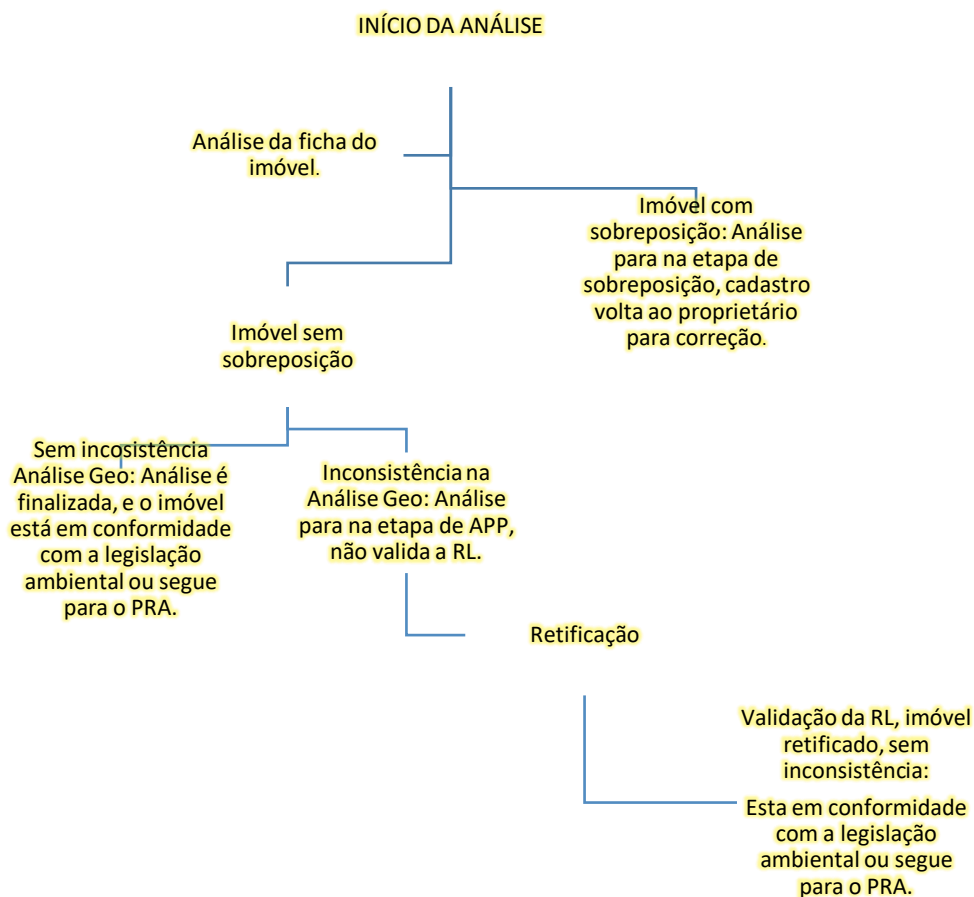 INÍCIO DA ANÁLISE
Análise da ficha do
imóvel.
Imóvel com
sobreposição: Análise
para na etapa de
sobreposição, cadastro
volta ao proprietário
para correção.
Imóvel sem
sobreposição
Sem incosistência
Análise Geo: Análise é
finalizada, e o imóvel
está em conformidade
com a legislação
ambiental ou segue
para o PRA.
Inconsistência na
Análise Geo: Análise
para na etapa de APP,
não valida a RL.
Retificação
Validação da RL, imóvel
retificado, sem
inconsistência:
Esta em conformidade
com a legislação
ambiental ou segue
para o PRA.